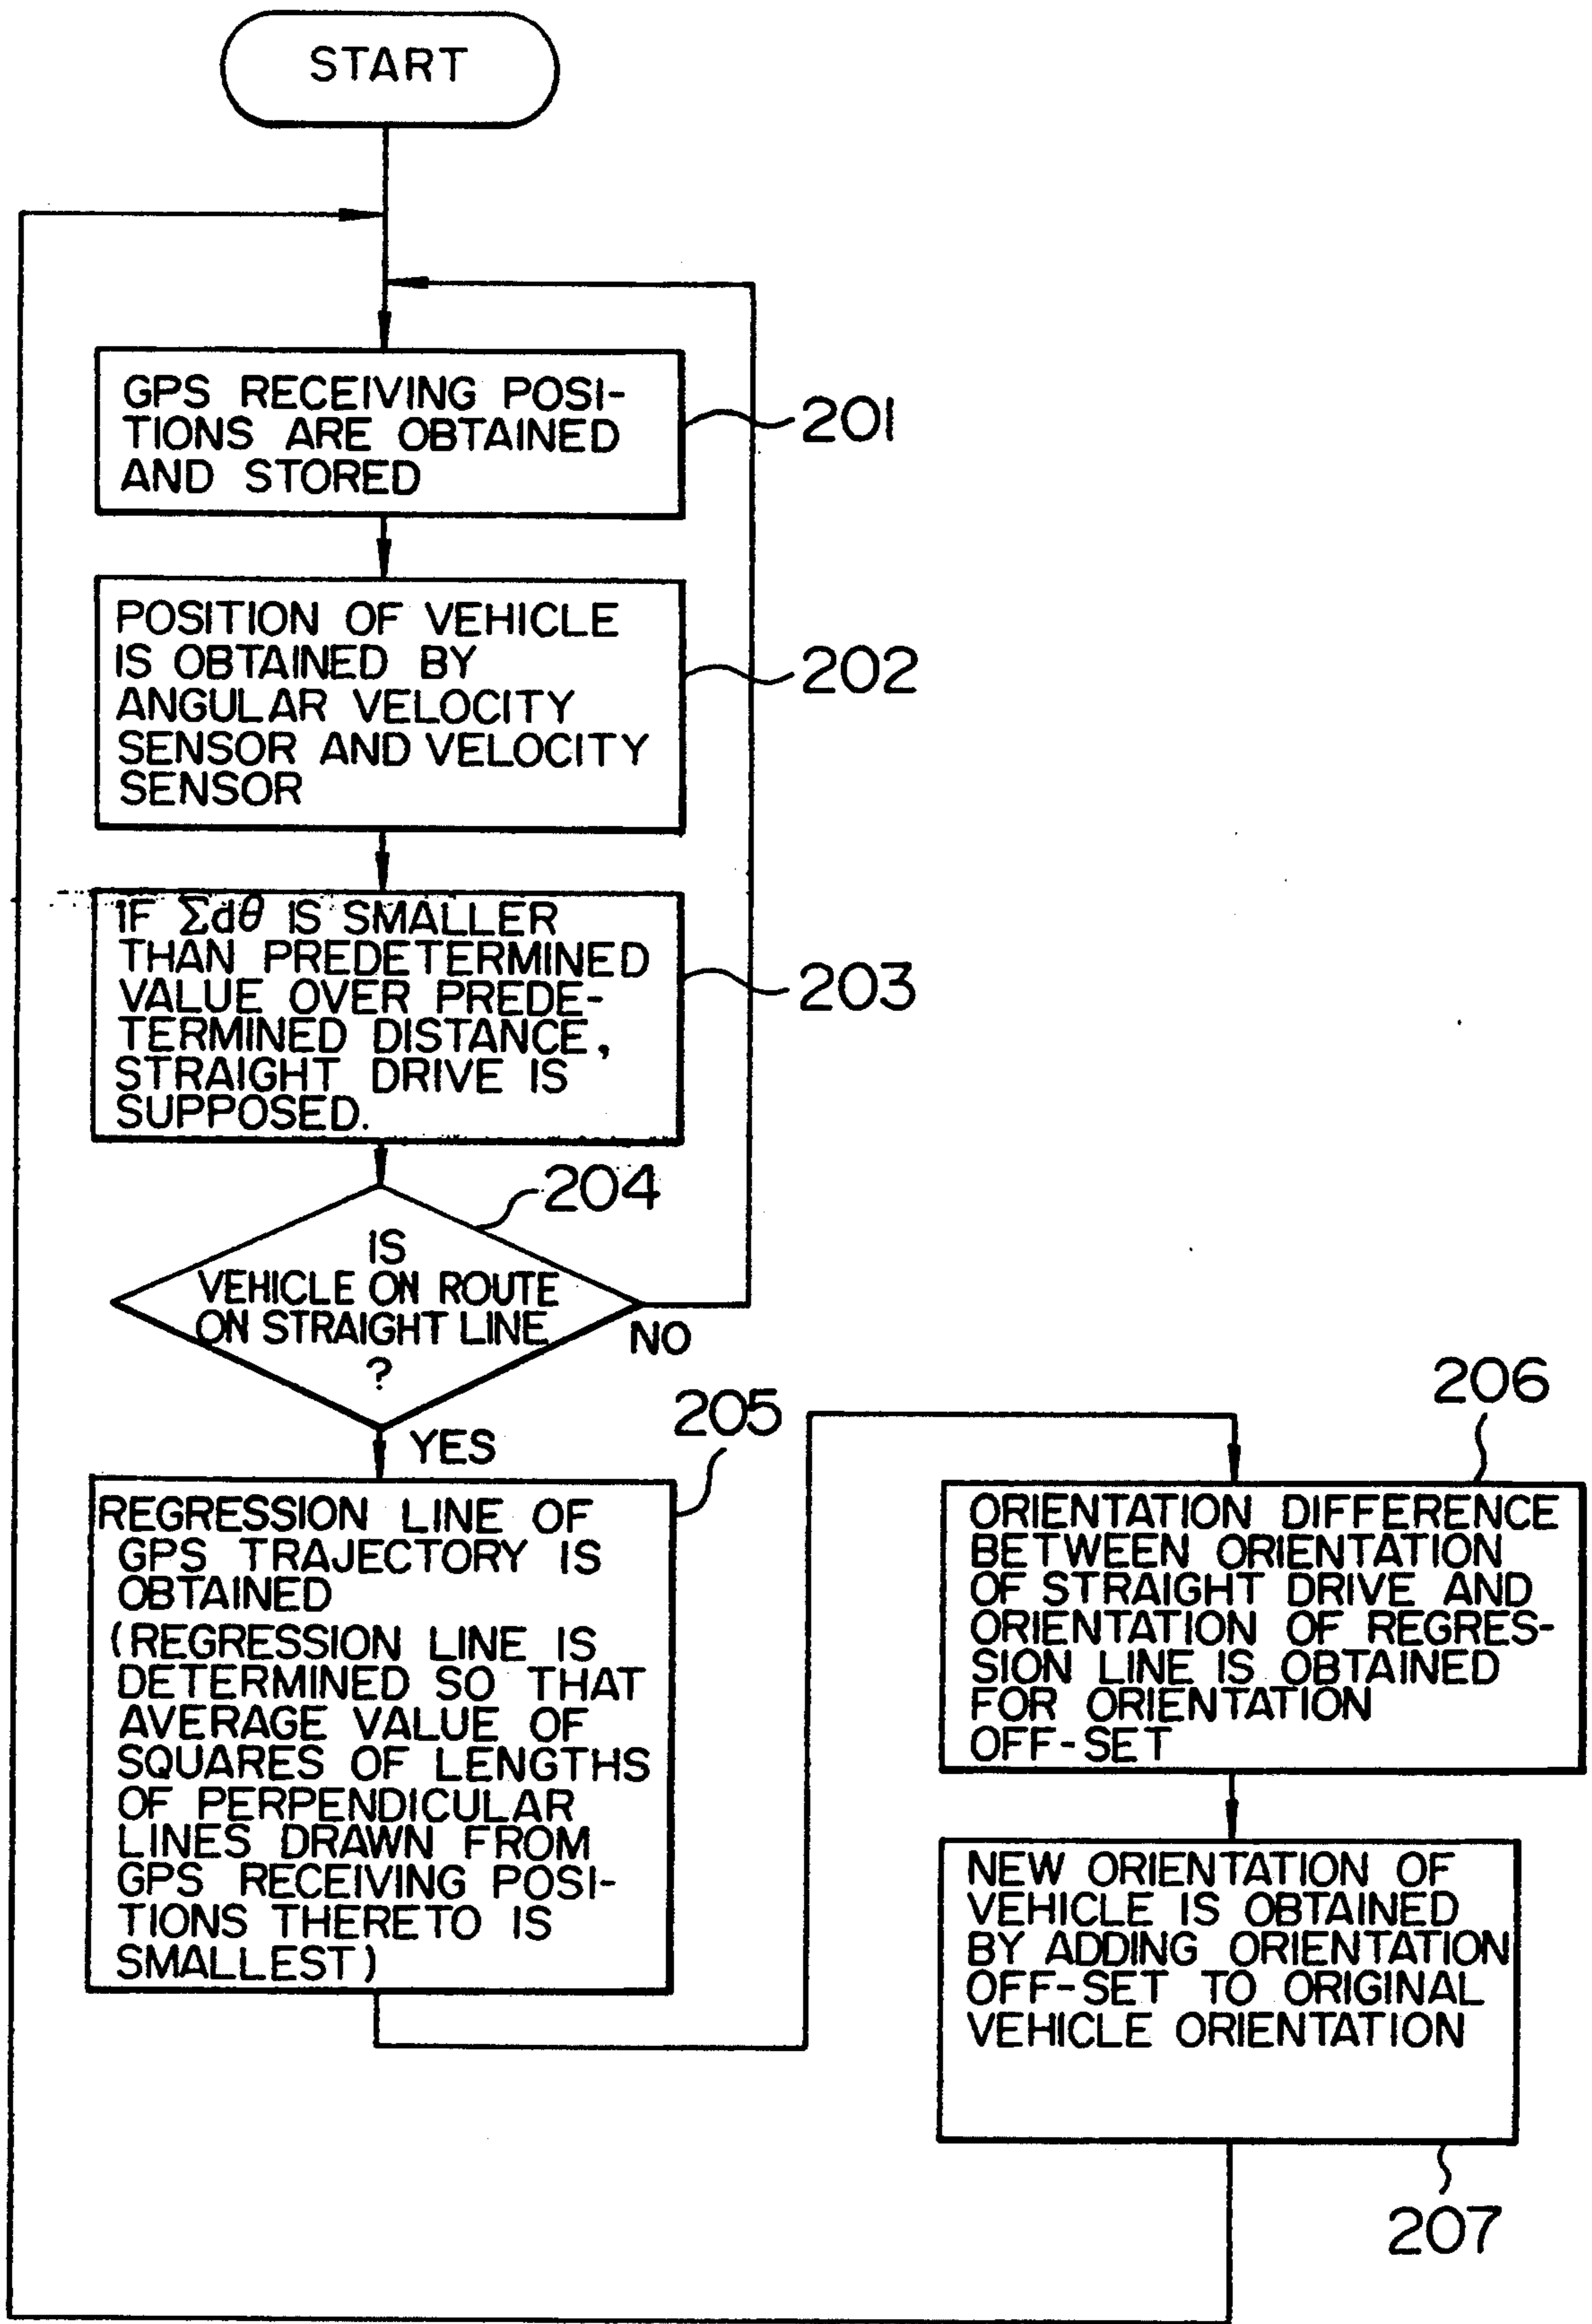 START
GPS RECEIVING POSI-
TIONS ARE OBTAINED
AND STORED
201
POSITION OF VEHICLE
IS OBTAINED BY
ANGULAR VELOCITY
SENSOR AND VELOCITY
SENSOR
202
IF Σdθ IS SMALLER
THAN PREDETERMINED
VALUE OVER PREDE-
TERMINED DISTANCE,
STRAIGHT DRIVE IS
SUPPOSED.
203
204
IS
VEHICLE ON ROUTE
ON STRAIGHT LINE
?
NO
YES
205
REGRESSION LINE OF
GPS TRAJECTORY IS
OBTAINED
(REGRESSION LINE IS
DETERMINED SO THAT
AVERAGE VALUE OF
SQUARES OF LENGTHS
OF PERPENDICULAR
LINES DRAWN FROM
GPS RECEIVING POSI-
TIONS THERETO IS
SMALLEST)
206
ORIENTATION DIFFERENCE
BETWEEN ORIENTATION
OF STRAIGHT DRIVE AND
ORIENTATION OF REGRES-
SION LINE IS OBTAINED
FOR ORIENTATION
OFF-SET
NEW ORIENTATION OF
VEHICLE IS OBTAINED
BY ADDING ORIENTATION
OFF-SET TO ORIGINAL
VEHICLE ORIENTATION
207